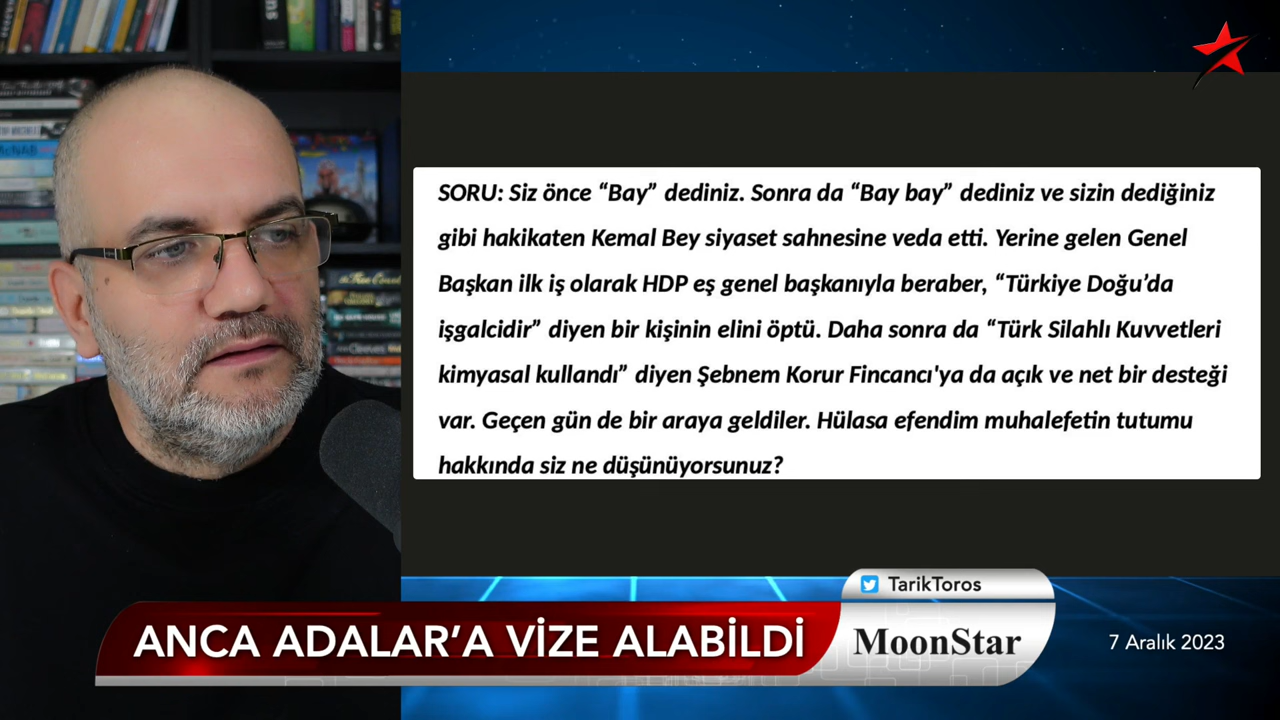 SORU: Siz önce “Bay” dediniz. Sonra da “Bay bay” dediniz ve sizin dediğiniz
gibi hakikaten Kemal Bey siyaset sahnesine veda etti. Yerine gelen Genel
Başkan ilk iş olarak HDP eş genel başkanıyla beraber, “Türkiye Doğu’da
işgalcidir” diyen bir kişinin elini öptü. Daha sonra da “Türk Silahlı Kuvvetleri
kimyasal kullandı” diyen Şebnem Korur Fincancı'ya da açık ve net bir desteği
var. Geçen gün de bir araya geldiler. Hülasa efendim muhalefetin tutumu
hakkında siz ne düşünüyorsunuz?
TarikToros
ANCA ADALAR’A VİZE ALABİLDİ
MoonStar
7 Aralık 2023